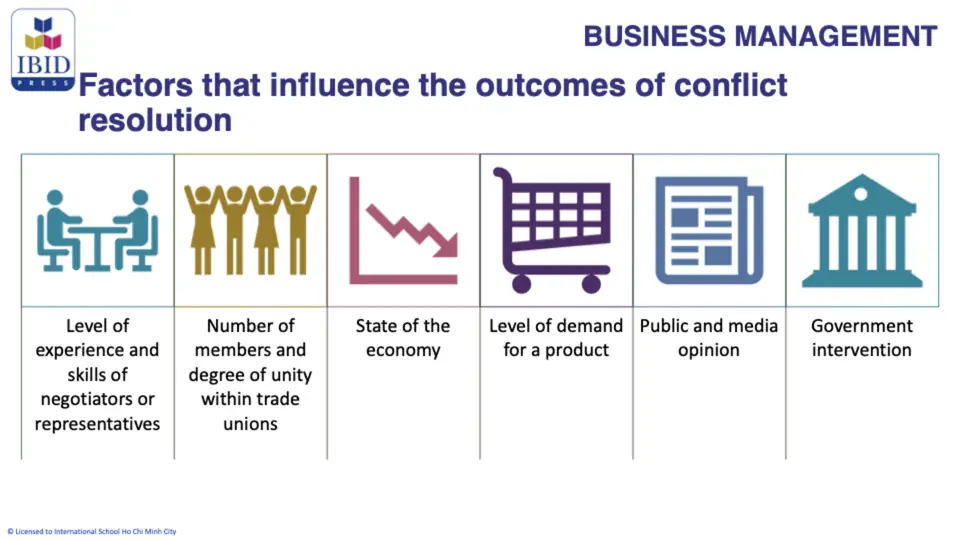 BUSINESS MANAGEMENT
IBID
PRESS
Factors that influence the outcomes of conflict
resolution
Level of
experience and
skills of
negotiators or
representatives
Number of
members and
degree of unity
within trade
unions
State of the
economy
Level of demand
for a product
Public and media
opinion
Government
intervention
© Licensed to International School Ho Chi Minh City